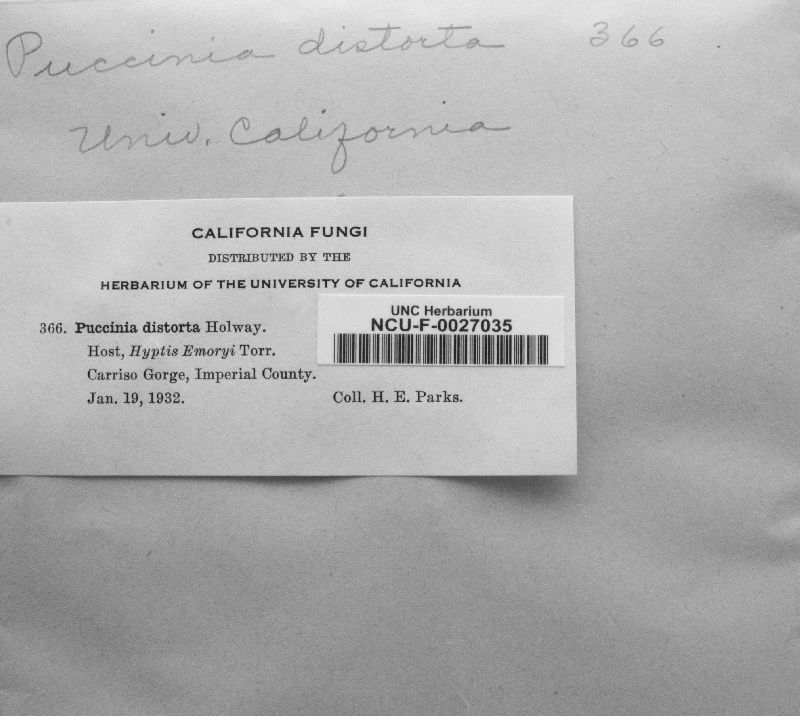 Puccinia distorta 366
Univ. California
CALIFORNIA FUNGI
DISTRIBUTED BY THE
HERBARIUM OF THE UNIVERSITY OF CALIFORNIA
UNC Herbarium
NCU-F-0027035
366. Puccinia distorta Holway.
Host, Hyptis Emoryi Torr.
Carriso Gorge, Imperial County.
Jan. 19, 1932. Coll. H. E. Parks.